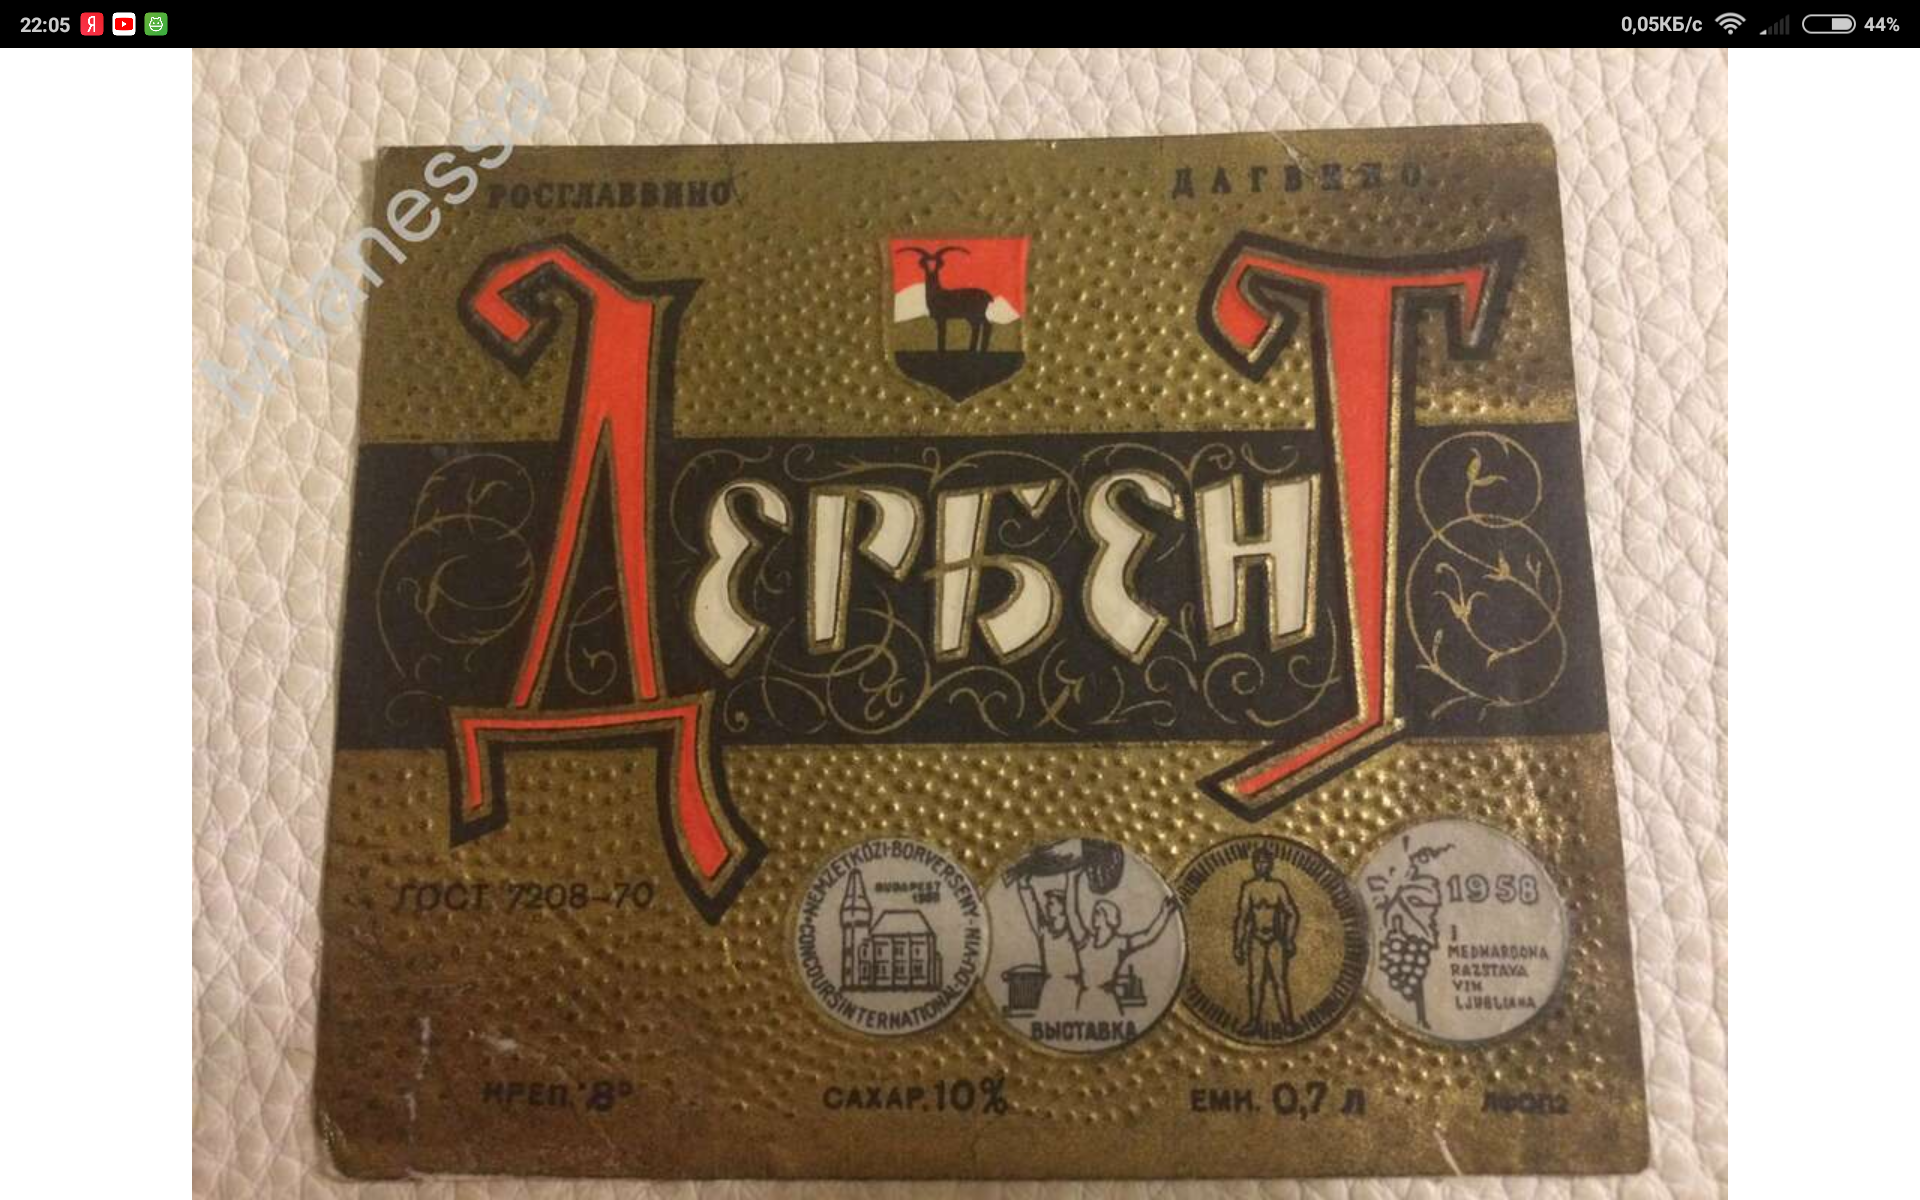 22:05
0,05КБ/с
44%
Milanessa
РОСГЛАВВИНО
ДАГВИНО
ДЕРБЕНТ
ГОСТ 7208-70
NEMZETKÖZI·BORVERSENY
BUDAPEST
CONCOURS INTERNATIONAL·DU·VIN
ВЫСТАВКА
1958
I
MEDNARODNA
RAZSTAVA
VIN
LJUBLJANA
КРЕП. 8°
САХАР. 10%
ЕМК. 0,7 Л